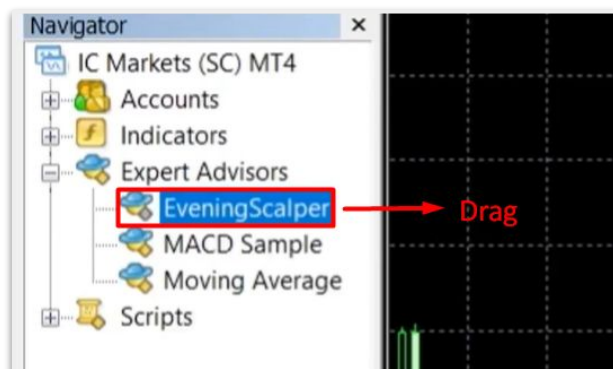 Navigator
IC Markets (SC) MT4
Accounts
Indicators
Expert Advisors
EveningScalper
Drag
MACD Sample
Moving Average
Scripts